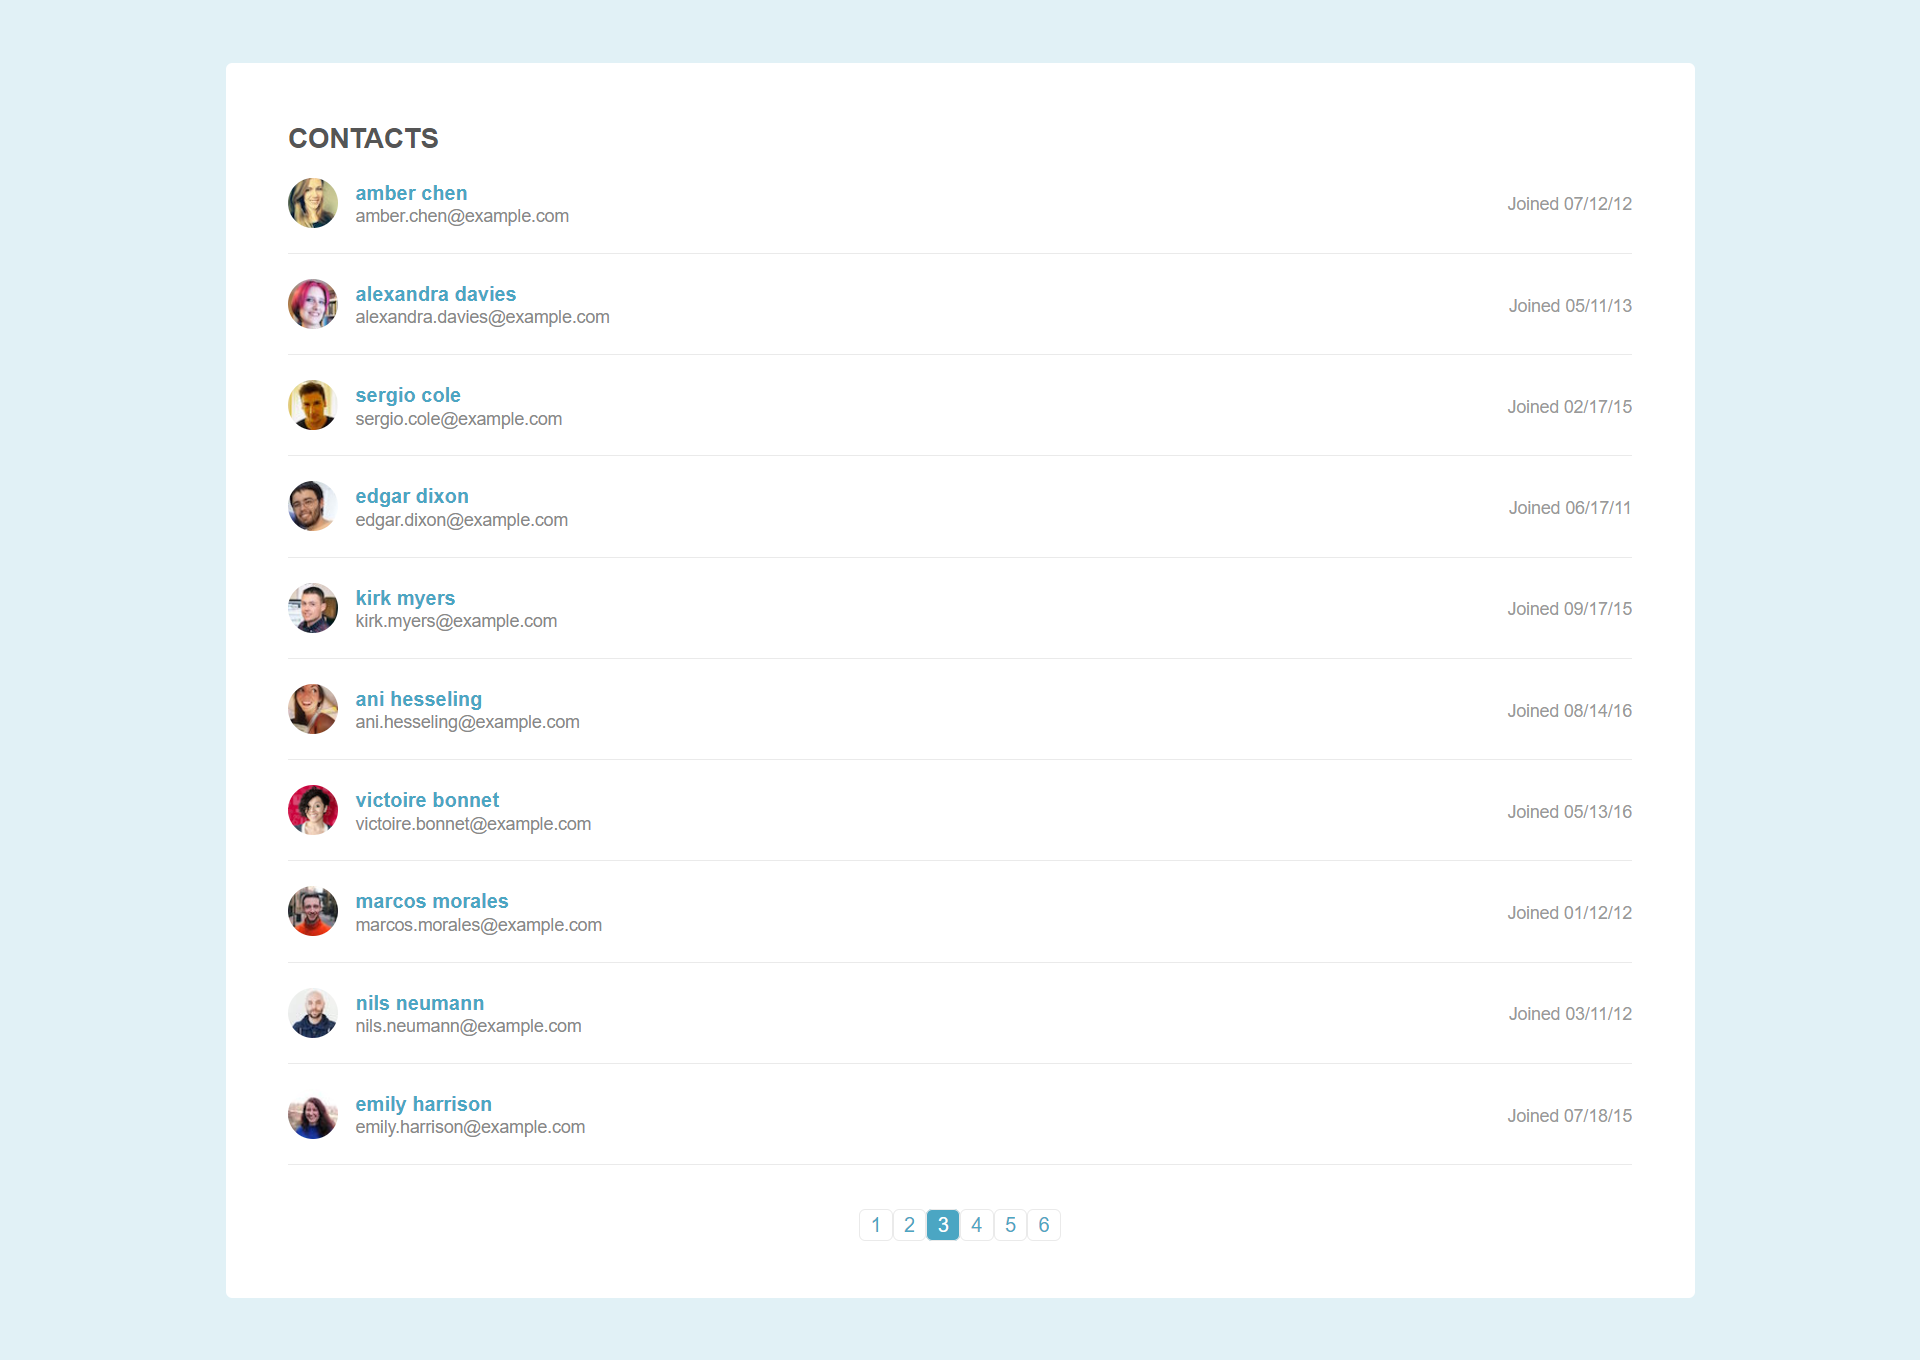 CONTACTS
amber chen
amber.chen@example.com
Joined 07/12/12
alexandra davies
alexandra.davies@example.com
Joined 05/11/13
sergio cole
sergio.cole@example.com
Joined 02/17/15
edgar dixon
edgar.dixon@example.com
Joined 06/17/11
kirk myers
kirk.myers@example.com
Joined 09/17/15
ani hesseling
ani.hesseling@example.com
Joined 08/14/16
victoire bonnet
victoire.bonnet@example.com
Joined 05/13/16
marcos morales
marcos.morales@example.com
Joined 01/12/12
nils neumann
nils.neumann@example.com
Joined 03/11/12
emily harrison
emily.harrison@example.com
Joined 07/18/15
1 2 3 4 5 6